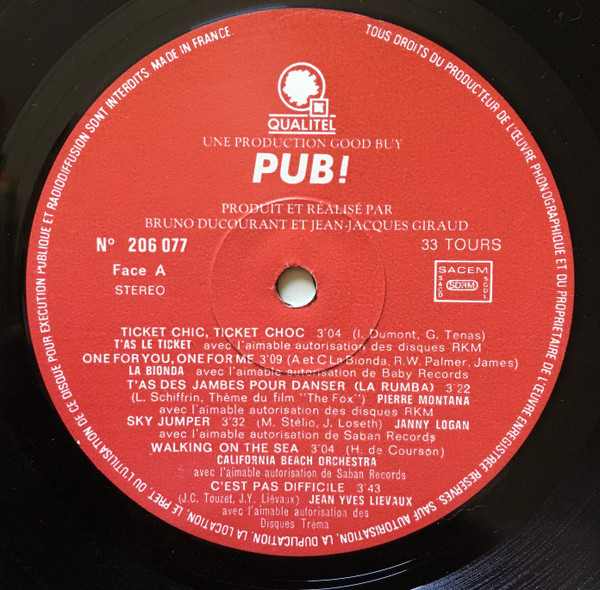 TOUS DROITS DU PRODUCTEUR DE L'ŒUVRE PHONOGRAPHIQUE ET DU PROPRIETAIRE DE L'ŒUVRE ENREGISTREE RESERVES. SAUF AUTORISATION, LA DUPLICATION, LA LOCATION, LE PRET OU L'UTILISATION DE CE DISQUE POUR EXECUTION PUBLIQUE ET RADIODIFFUSION SONT INTERDITS. MADE IN FRANCE.
QUALITEL
UNE PRODUCTION GOOD BUY
PUB!
PRODUIT ET RÉALISÉ PAR
BRUNO DUCOURANT ET JEAN-JACQUES GIRAUD
N° 206 077
33 TOURS
Face A
STEREO
SACEM
SACD SDRM SGDL
TICKET CHIC, TICKET CHOC 3'04 (I. Dumont, G. Tenas)
T'AS LE TICKET avec l'aimable autorisation des disques RKM
ONE FOR YOU, ONE FOR ME 3'09 (A et C La Bionda, R.W. Palmer, James)
LA BIONDA avec l'aimable autorisation de Baby Records
T'AS DES JAMBES POUR DANSER (LA RUMBA) 3'22
(L. Schiffrin, Thème du film "The Fox") PIERRE MONTANA
avec l'aimable autorisation des disques RKM
SKY JUMPER 3'32 (M. Stélio, J. Loseth) JANNY LOGAN
avec l'aimable autorisation de Saban Records
WALKING ON THE SEA 3'04 (H. de Courson)
CALIFORNIA BEACH ORCHESTRA
avec l'aimable autorisation de Saban Records
C'EST PAS DIFFICILE 3'43
(J.C. Touzet, J.Y. Liévaux) JEAN YVES LIEVAUX
avec l'aimable autorisation des
Disques Tréma